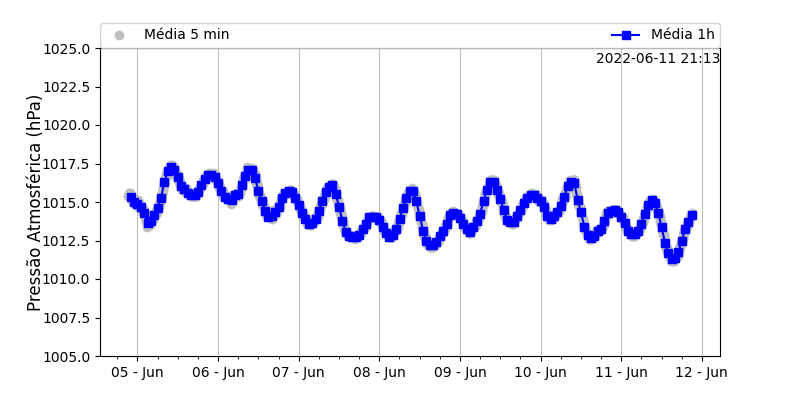 Média 5 min
Média 1h
2022-06-11 21:13
Pressão Atmosférica (hPa)
1025.0
1022.5
1020.0
1017.5
1015.0
1012.5
1010.0
1007.5
1005.0
05 - Jun
06 - Jun
07 - Jun
08 - Jun
09 - Jun
10 - Jun
11 - Jun
12 - Jun